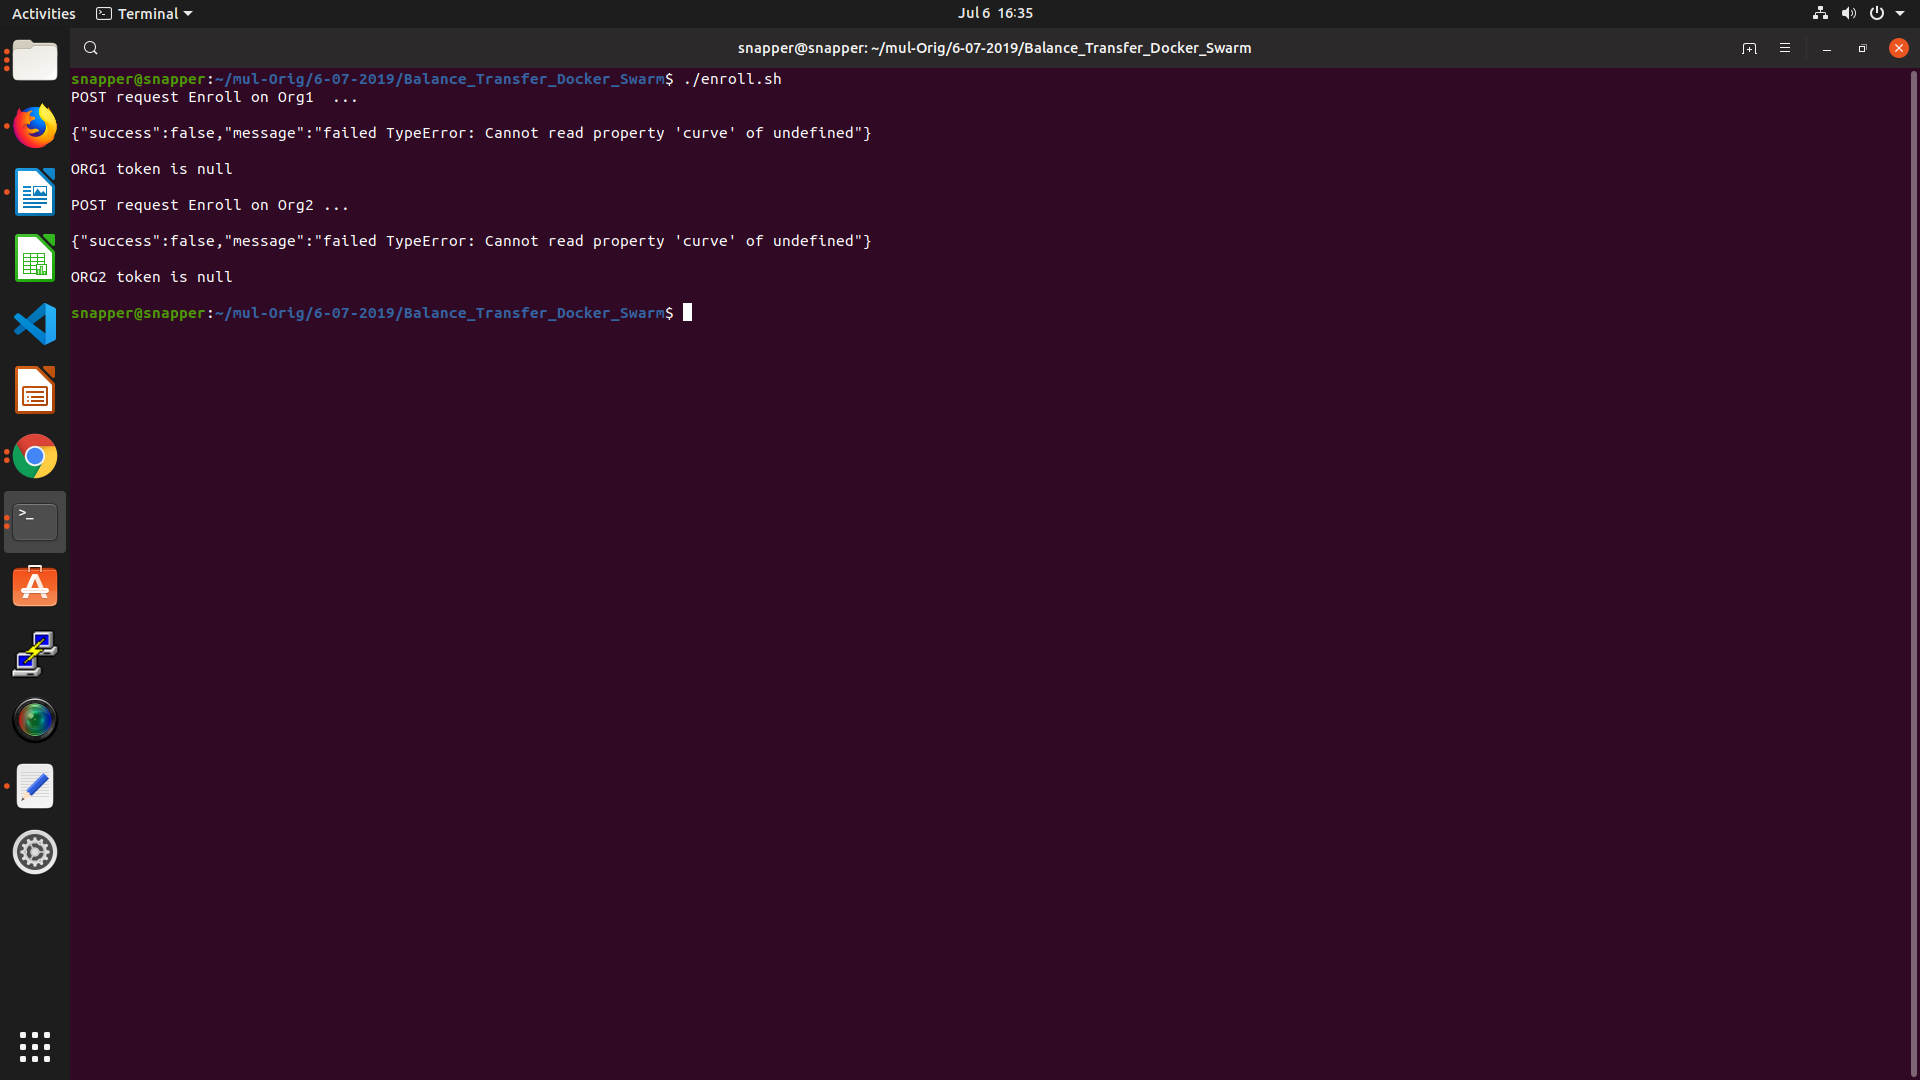 Activities
Terminal
Jul 6 16:35
snapper@snapper: ~/mul-Orig/6-07-2019/Balance_Transfer_Docker_Swarm
snapper@snapper:~/mul-Orig/6-07-2019/Balance_Transfer_Docker_Swarm$ ./enroll.sh
POST request Enroll on Org1  ...
{"success":false,"message":"failed TypeError: Cannot read property 'curve' of undefined"}
ORG1 token is null
POST request Enroll on Org2 ...
{"success":false,"message":"failed TypeError: Cannot read property 'curve' of undefined"}
ORG2 token is null
snapper@snapper:~/mul-Orig/6-07-2019/Balance_Transfer_Docker_Swarm$